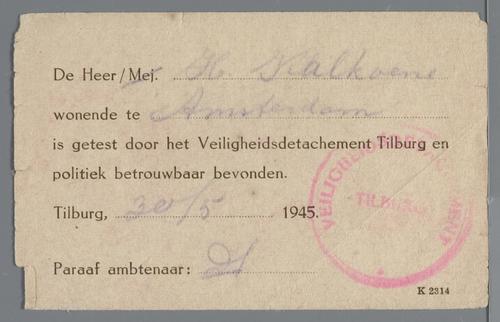 De Heer/Mej. H. Kalkoene
wonende te Amsterdam
is getest door het Veiligheidsdetachement Tilburg en
politiek betrouwbaar bevonden.
Tilburg, 30/5 1945.
Paraaf ambtenaar:
VEILIGHEIDSDETACHEMENT
TILBURG
K 2314